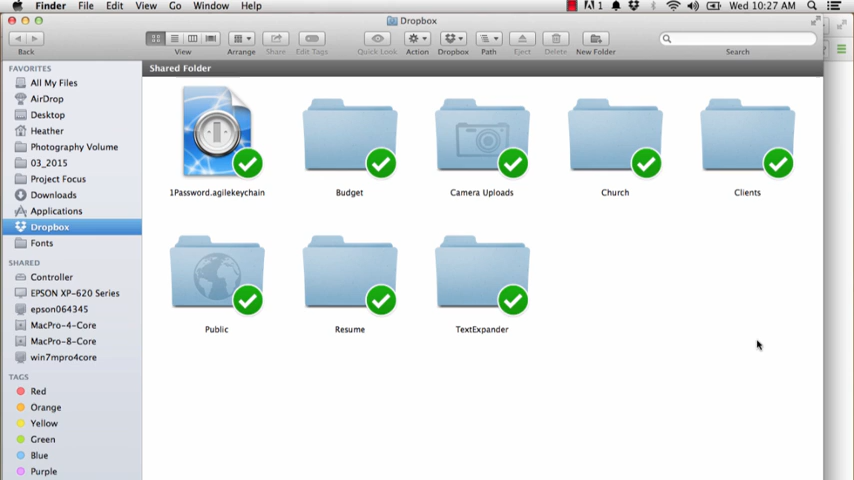 Finder File Edit View Go Window Help 1 Wed 10:27 AM
Dropbox
Back View Arrange Share Edit Tags Quick Look Action Dropbox Path Eject Delete New Folder Search
FAVORITES
All My Files
AirDrop
Desktop
Heather
Photography Volume
03_2015
Project Focus
Downloads
Applications
Dropbox
Fonts
SHARED
Controller
EPSON XP-620 Series
epson064345
MacPro-4-Core
MacPro-8-Core
win7mpro4core
TAGS
Red
Orange
Yellow
Green
Blue
Purple
Shared Folder
1Password.agilekeychain Budget Camera Uploads Church Clients
Public Resume TextExpander